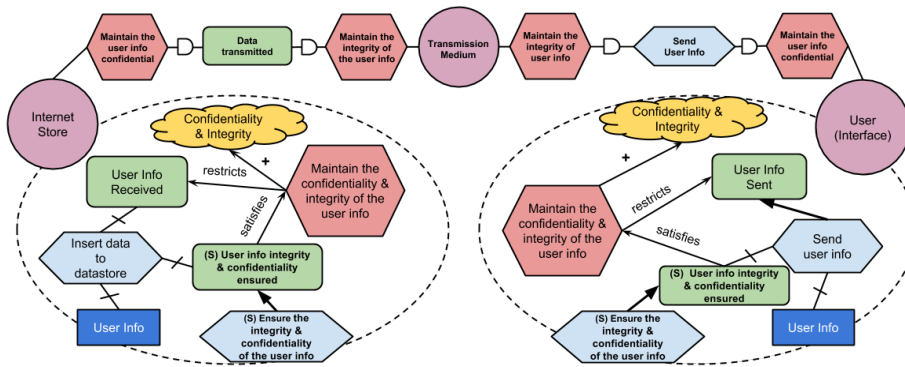 Maintain the
user info
confidential
Data
transmitted
Maintain the
integrity of
the user info
Transmission
Medium
Maintain the
integrity of
user info
Send
User Info
Maintain the
user info
confidential
Internet
Store
User
(Interface)
Confidentiality
& Integrity
+
User Info
Received
restricts
Maintain the
confidentiality &
integrity of the
user info
satisfies
Insert data
to
datastore
(S) User info integrity
& confidentiality
ensured
User Info
(S) Ensure the
integrity &
confidentiality
of the user info
Confidentiality &
Integrity
+
User Info
Sent
restricts
Maintain the
confidentiality &
integrity of the
user info
satisfies
Send
user info
(S) User info integrity
& confidentiality
ensured
(S) Ensure the
integrity &
confidentiality
of the user info
User Info